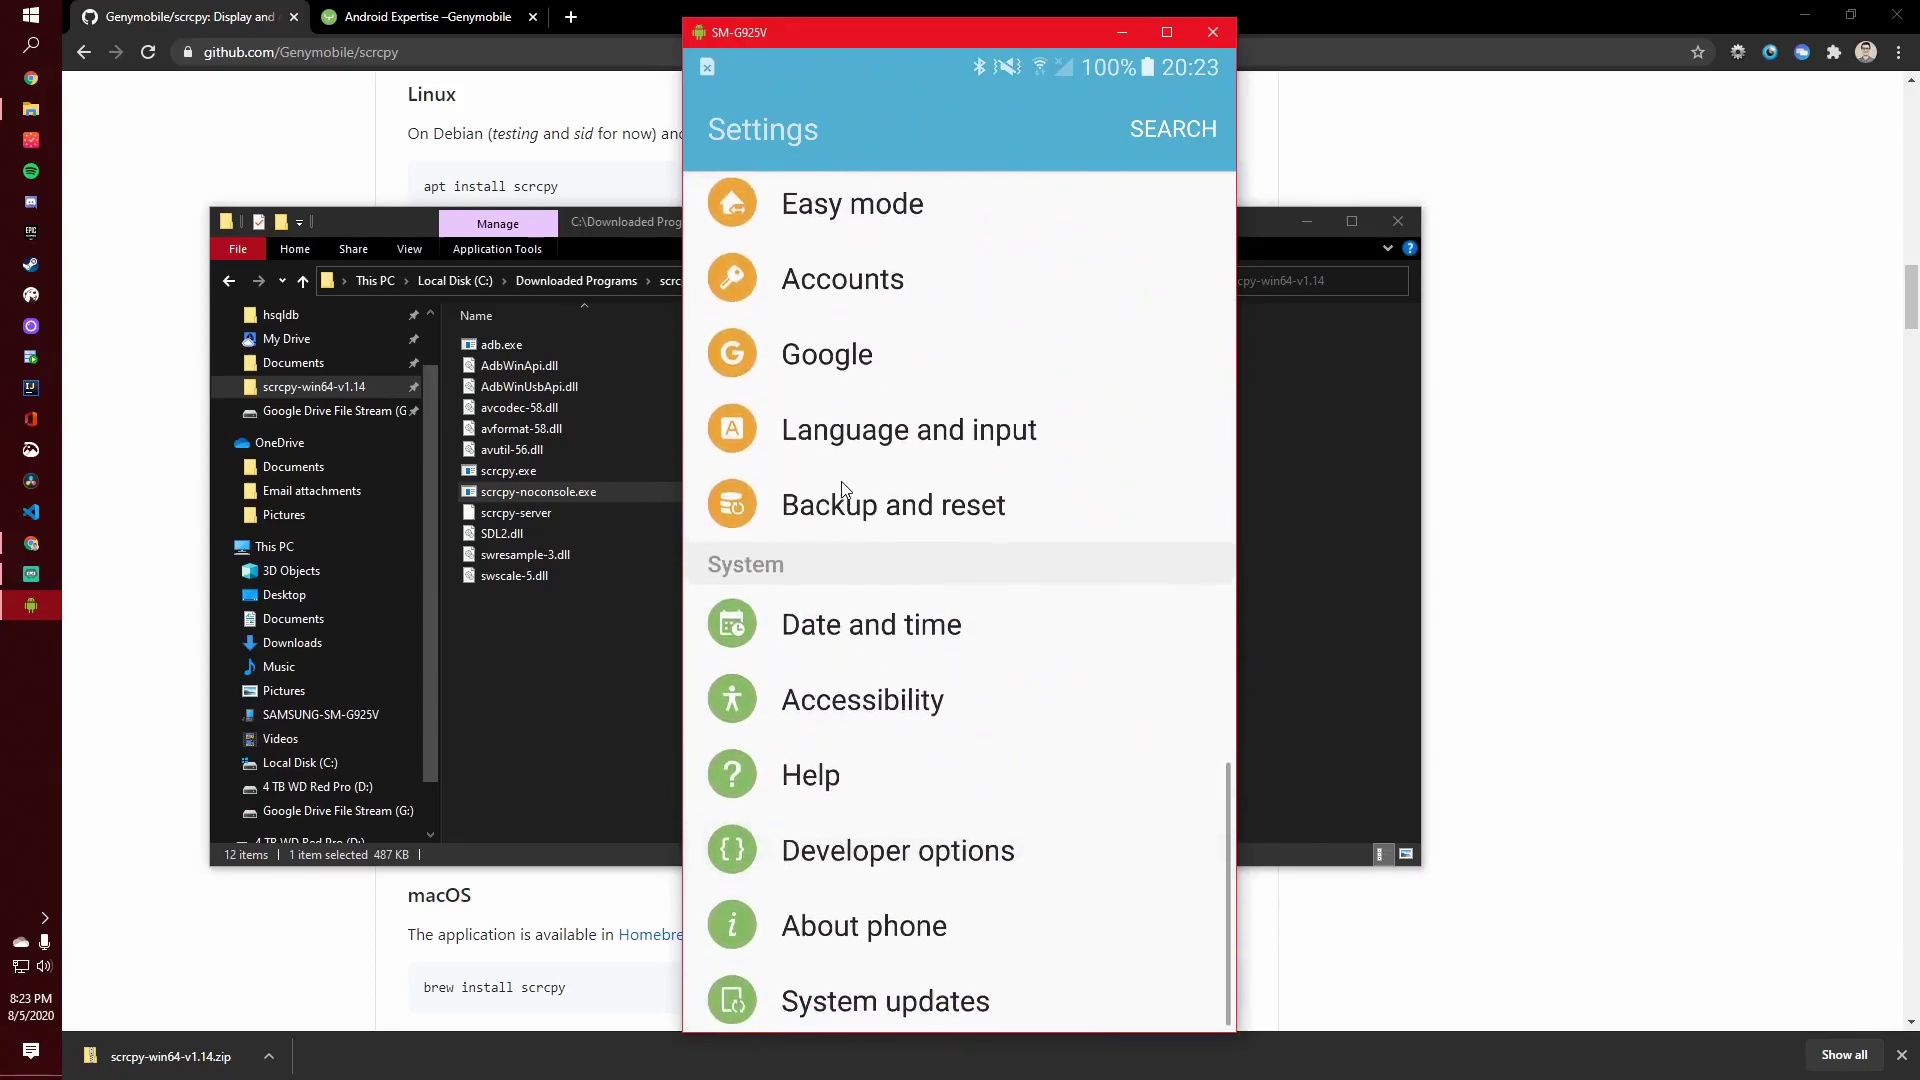 Genymobile/scrcpy: Display and
Android Expertise –Genymobile
github.com/Genymobile/scrcpy
Linux
On Debian (testing and sid for now) and
apt install scrcpy
Manage
C:\Downloaded Prog
File
Home
Share
View
Application Tools
This PC
Local Disk (C:)
Downloaded Programs
scrc
cpy-win64-v1.14
hsqldb
My Drive
Documents
scrcpy-win64-v1.14
Google Drive File Stream (G
OneDrive
Documents
Email attachments
Pictures
This PC
3D Objects
Desktop
Documents
Downloads
Music
Pictures
SAMSUNG-SM-G925V
Videos
Local Disk (C:)
4 TB WD Red Pro (D:)
Google Drive File Stream (G:)
4 TB WD Red Pro (D:)
Name
adb.exe
AdbWinApi.dll
AdbWinUsbApi.dll
avcodec-58.dll
avformat-58.dll
avutil-56.dll
scrcpy.exe
scrcpy-noconsole.exe
scrcpy-server
SDL2.dll
swresample-3.dll
swscale-5.dll
12 items
1 item selected 487 KB
SM-G925V
100% 20:23
Settings
SEARCH
Easy mode
Accounts
Google
Language and input
Backup and reset
System
Date and time
Accessibility
Help
Developer options
About phone
System updates
macOS
The application is available in Homebre
brew install scrcpy
EPIC
IJ
8:23 PM
8/5/2020
scrcpy-win64-v1.14.zip
Show all